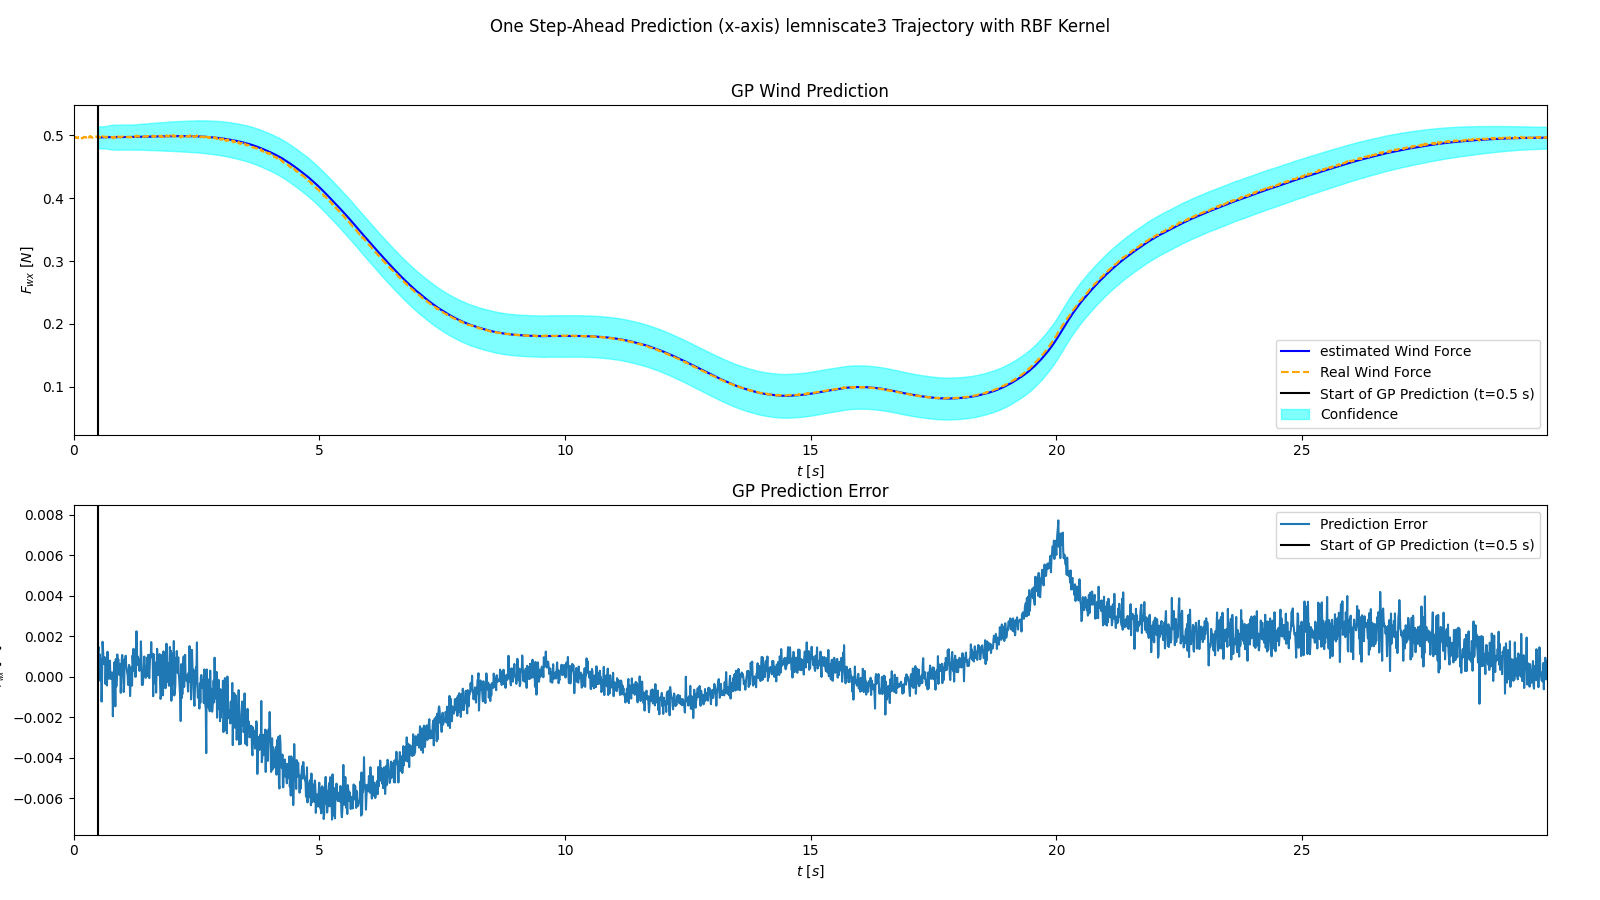 One Step-Ahead Prediction (x-axis) lemniscate3 Trajectory with RBF Kernel
GP Wind Prediction
0.5
0.4
0.3
0.2
0.1
F_wx [N]
estimated Wind Force
Real Wind Force
Start of GP Prediction (t=0.5 s)
Confidence
0 5 10 15 20 25
t [s]
GP Prediction Error
0.008
0.006
0.004
0.002
0.000
−0.002
−0.004
−0.006
Prediction Error
Start of GP Prediction (t=0.5 s)
0 5 10 15 20 25
t [s]